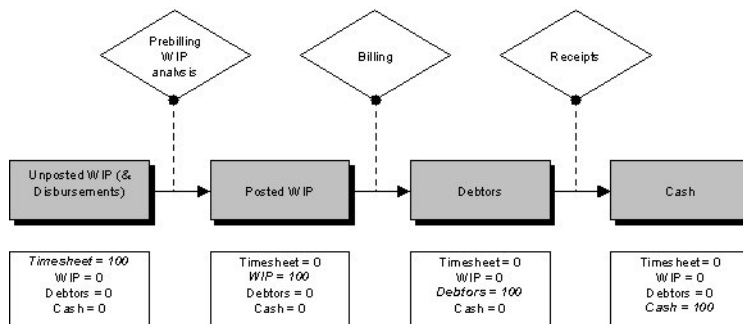 Prebilling
WIP
analysis
Billing
Receipts
Unposted WIP (&
Disbursements)
Posted WIP
Debtors
Cash
Timesheet = 100
WIP = 0
Debtors = 0
Cash = 0
Timesheet = 0
WIP = 100
Debtors = 0
Cash = 0
Timesheet = 0
WIP = 0
Debtors = 100
Cash = 0
Timesheet = 0
WIP = 0
Debtors = 0
Cash = 100